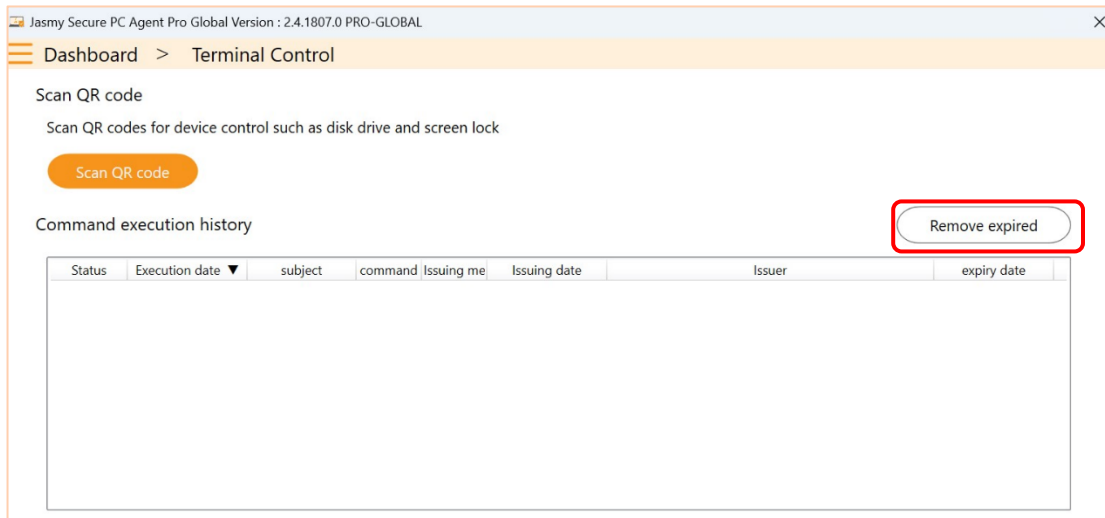 Jasmy Secure PC Agent Pro Global Version : 2.4.1807.0 PRO-GLOBAL
Dashboard > Terminal Control
Scan QR code
Scan QR codes for device control such as disk drive and screen lock
Scan QR code
Command execution history
Remove expired
Status Execution date ▼ subject command Issuing me Issuing date Issuer expiry date